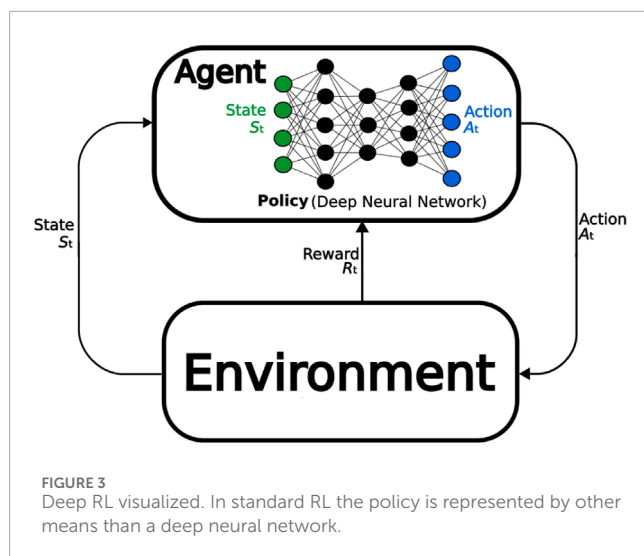 Agent
State
St
Action
At
Policy (Deep Neural Network)
State
St
Reward
Rt
Action
At
Environment
FIGURE 3
Deep RL visualized. In standard RL the policy is represented by other
means than a deep neural network.